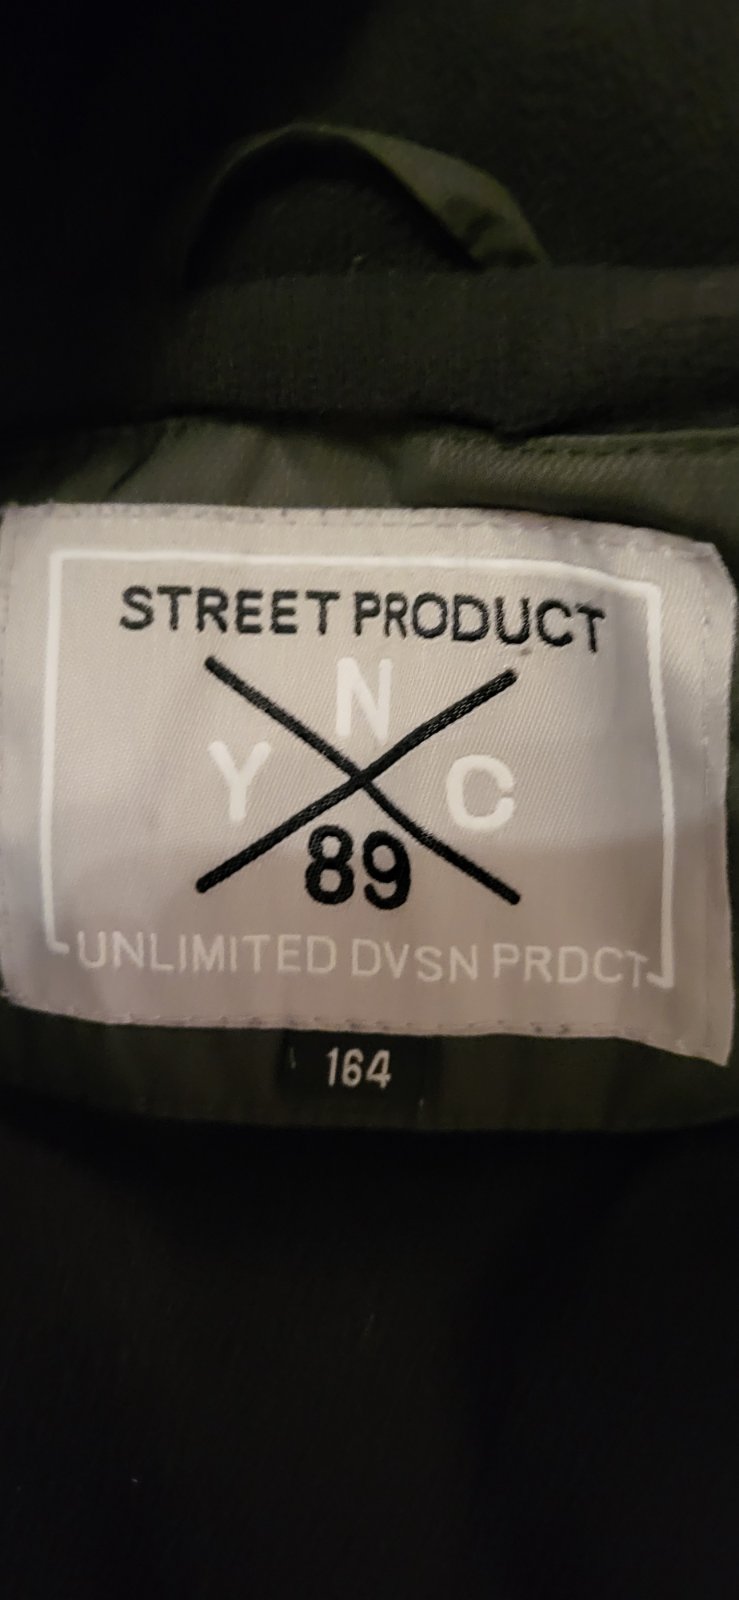 STREET PRODUCT
N
Y C
89
UNLIMITED DVSN PRDCT
164